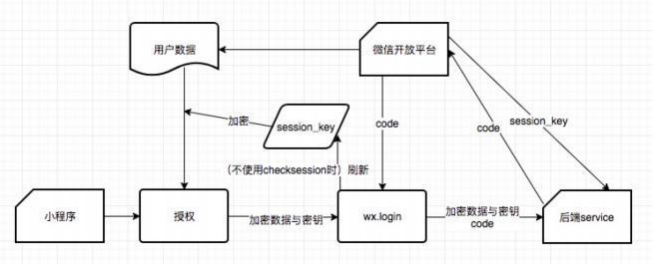 用户数据
微信开放平台
加密
session_key
code
code
session_key
（不使用checksession时）刷新
小程序
授权
加密数据与密钥
wx.login
加密数据与密钥
code
后端service